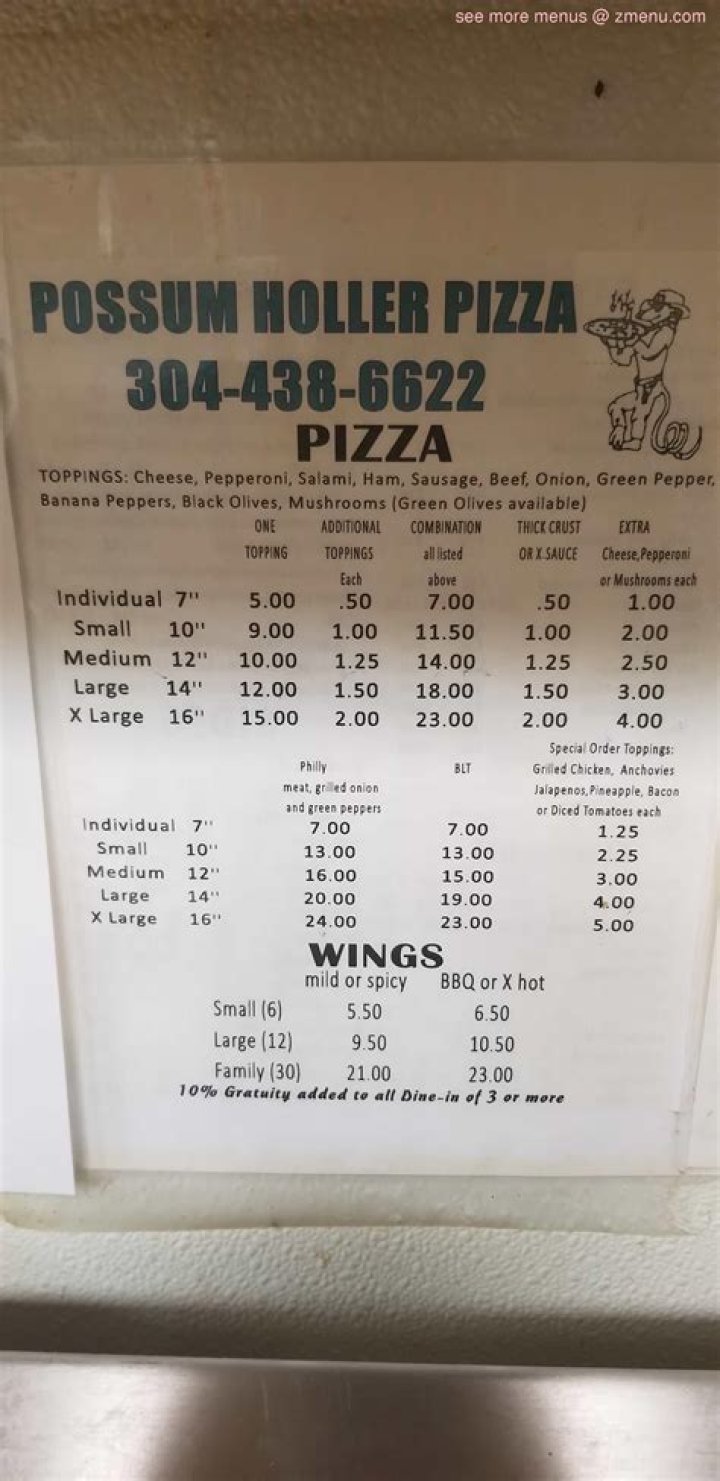 see more menus @ zmenu.com
POSSUM HOLLER PIZZA
304-438-6622
PIZZA
TOPPINGS: Cheese, Pepperoni, Salami, Ham, Sausage, Beef, Onion, Green Pepper,
Banana Peppers, Black Olives, Mushrooms (Green Olives available)
ONE ADDITIONAL COMBINATION THICK CRUST EXTRA
TOPPING TOPPINGS all listed OR X SAUCE Cheese, Pepperoni
Each above or Mushrooms each
Individual 7" 5.00 .50 7.00 .50 1.00
Small 10" 9.00 1.00 11.50 1.00 2.00
Medium 12" 10.00 1.25 14.00 1.25 2.50
Large 14" 12.00 1.50 18.00 1.50 3.00
X Large 16" 15.00 2.00 23.00 2.00 4.00
Special Order Toppings:
Philly BLT Grilled Chicken, Anchovies
meat, grilled onion Jalapenos, Pineapple, Bacon
and green peppers or Diced Tomatoes each
Individual 7" 7.00 7.00 1.25
Small 10" 13.00 13.00 2.25
Medium 12" 16.00 15.00 3.00
Large 14" 20.00 19.00 4.00
X Large 16" 24.00 23.00 5.00
WINGS
mild or spicy BBQ or X hot
Small (6) 5.50 6.50
Large (12) 9.50 10.50
Family (30) 21.00 23.00
10% Gratuity added to all Dine-in of 3 or more